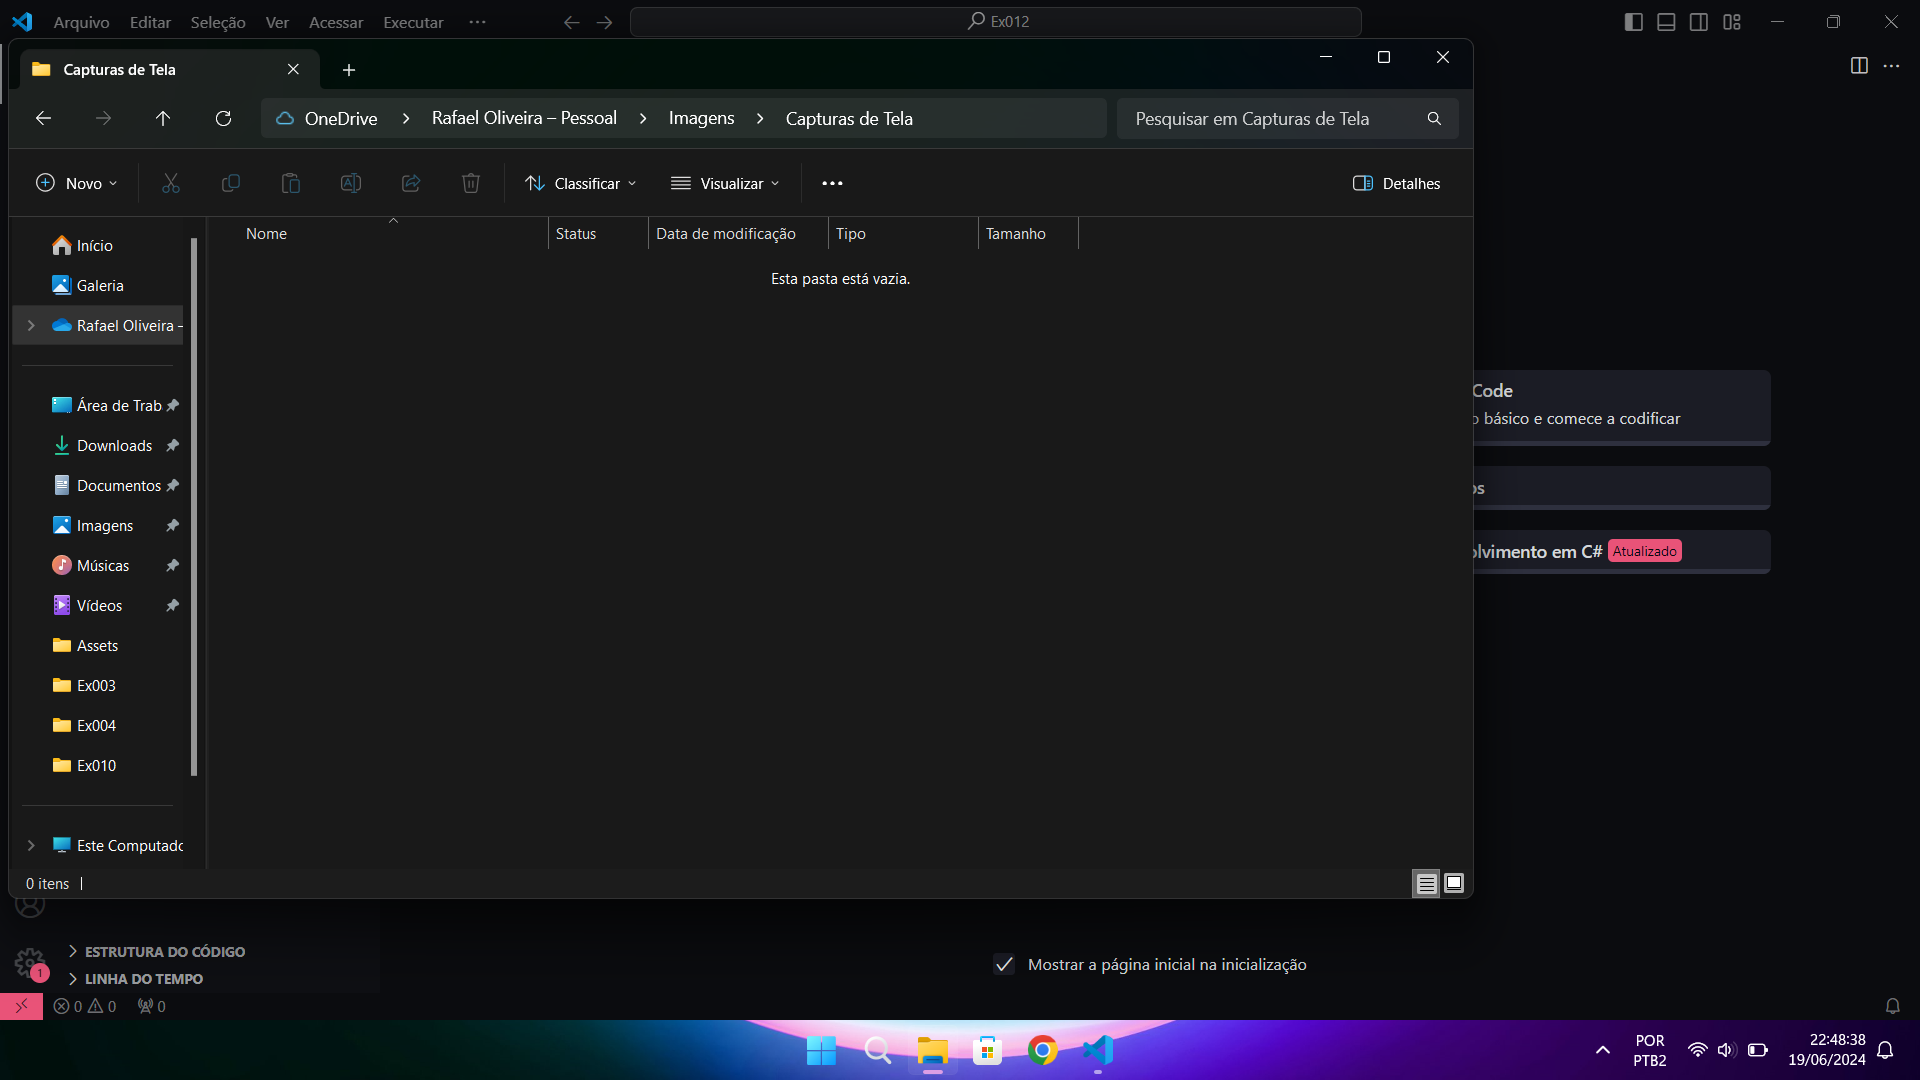 Arquivo Editar Seleção Ver Acessar Executar ···
Ex012
Capturas de Tela
OneDrive > Rafael Oliveira – Pessoal > Imagens > Capturas de Tela
Pesquisar em Capturas de Tela
Novo
Classificar
Visualizar
Detalhes
Nome Status Data de modificação Tipo Tamanho
Esta pasta está vazia.
Início
Galeria
Rafael Oliveira –
Área de Trab
Downloads
Documentos
Imagens
Músicas
Vídeos
Assets
Ex003
Ex004
Ex010
Este Computado
0 itens
Code
básico e comece a codificar
os
olvimento em C# Atualizado
1
ESTRUTURA DO CÓDIGO
LINHA DO TEMPO
Mostrar a página inicial na inicialização
0 0 0
POR
PTB2
22:48:38
19/06/2024